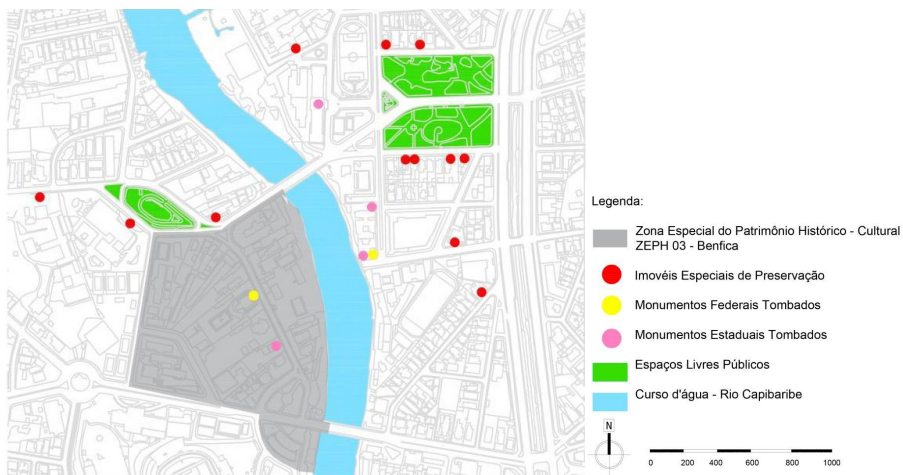 Legenda:
Zona Especial do Patrimônio Histórico - Cultural
ZEPH 03 - Benfica
Imovéis Especiais de Preservação
Monumentos Federais Tombados
Monumentos Estaduais Tombados
Espaços Livres Públicos
Curso d'água - Rio Capibaribe
N
0 200 400 600 800 1000